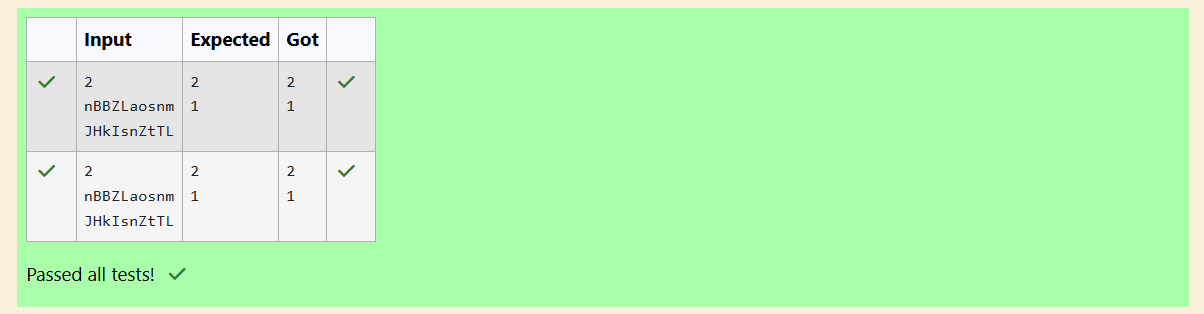 Input Expected Got
2 2 2
nBBZLaosnm 1 1
JHkIsnZtTL
2 2 2
nBBZLaosnm 1 1
JHkIsnZtTL
Passed all tests!